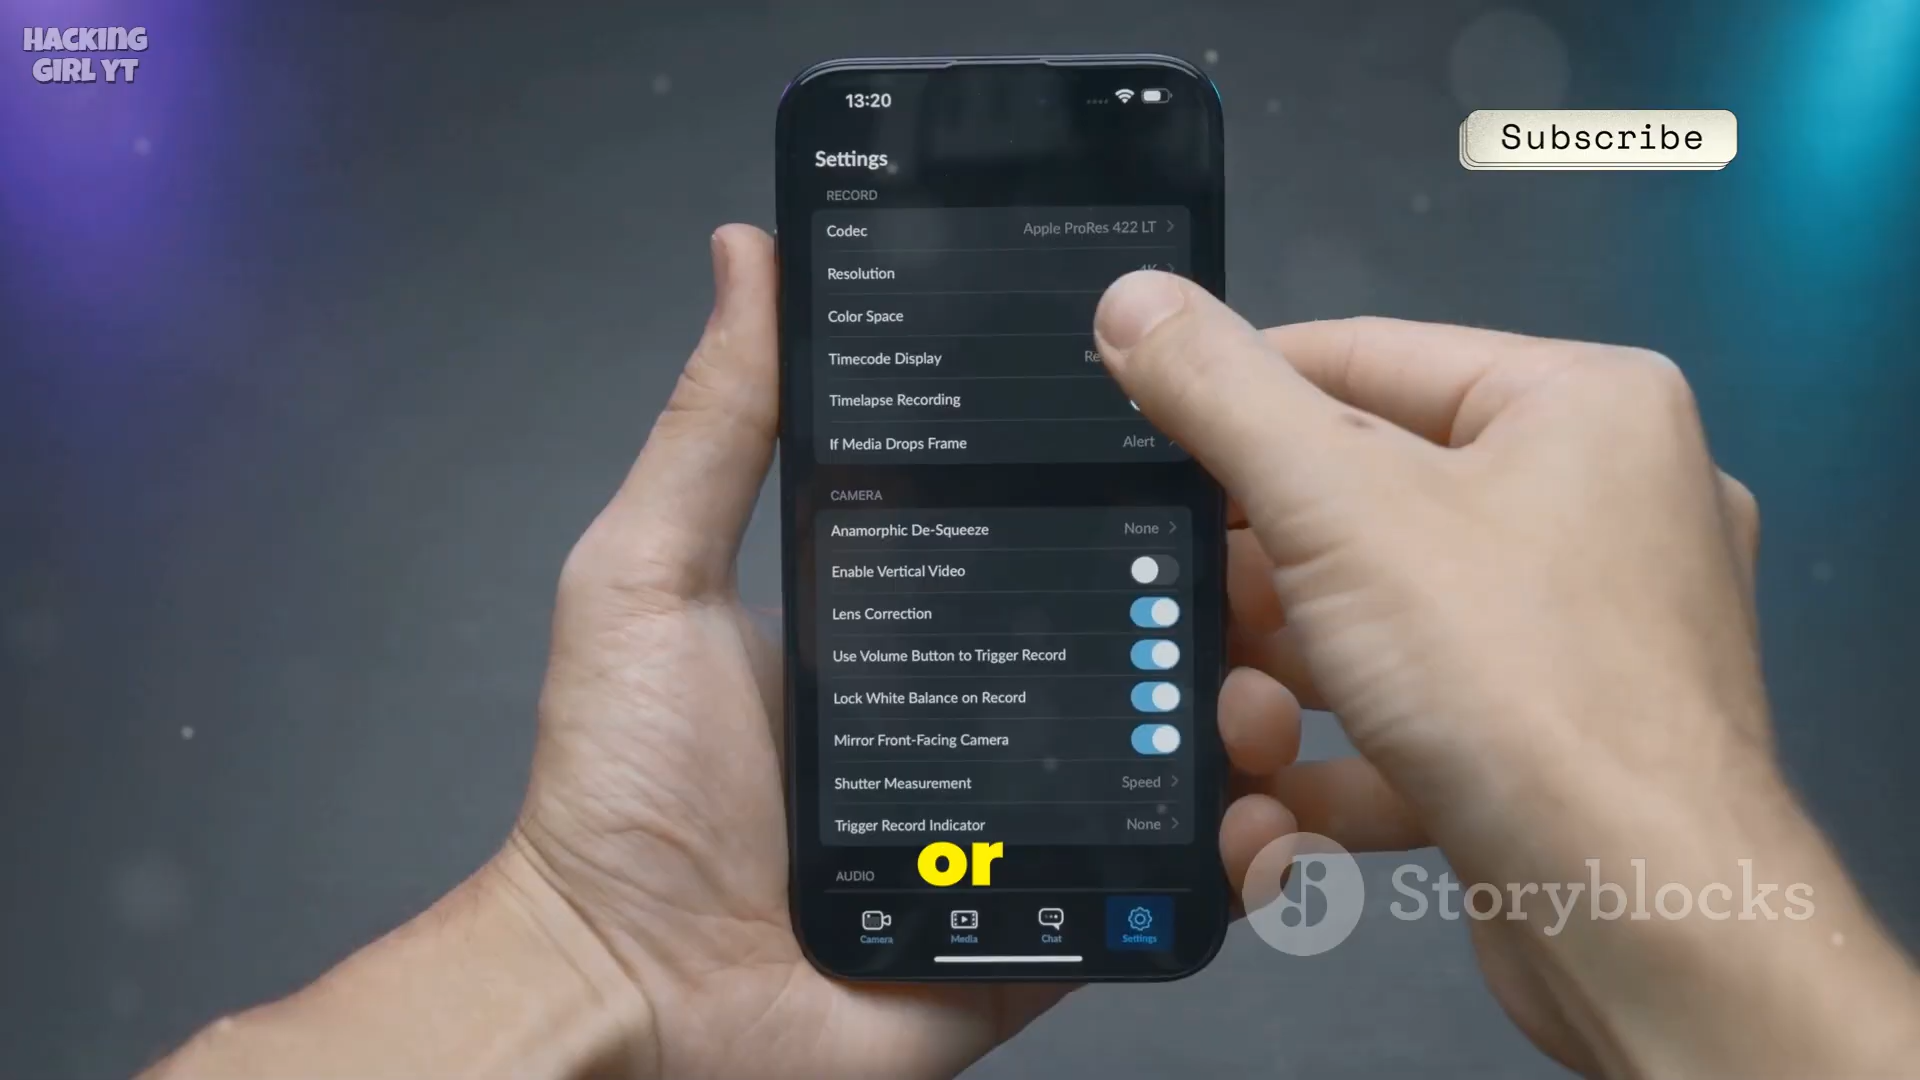 HACKING
GIRL YT
13:20
Subscribe
Settings
RECORD
Codec Apple ProRes 422 LT
Resolution 4K
Color Space
Timecode Display Re
Timelapse Recording
If Media Drops Frame Alert
CAMERA
Anamorphic De-Squeeze None
Enable Vertical Video
Lens Correction
Use Volume Button to Trigger Record
Lock White Balance on Record
Mirror Front-Facing Camera
Shutter Measurement Speed
Trigger Record Indicator None
or
AUDIO
Storyblocks
Camera Media Chat Settings